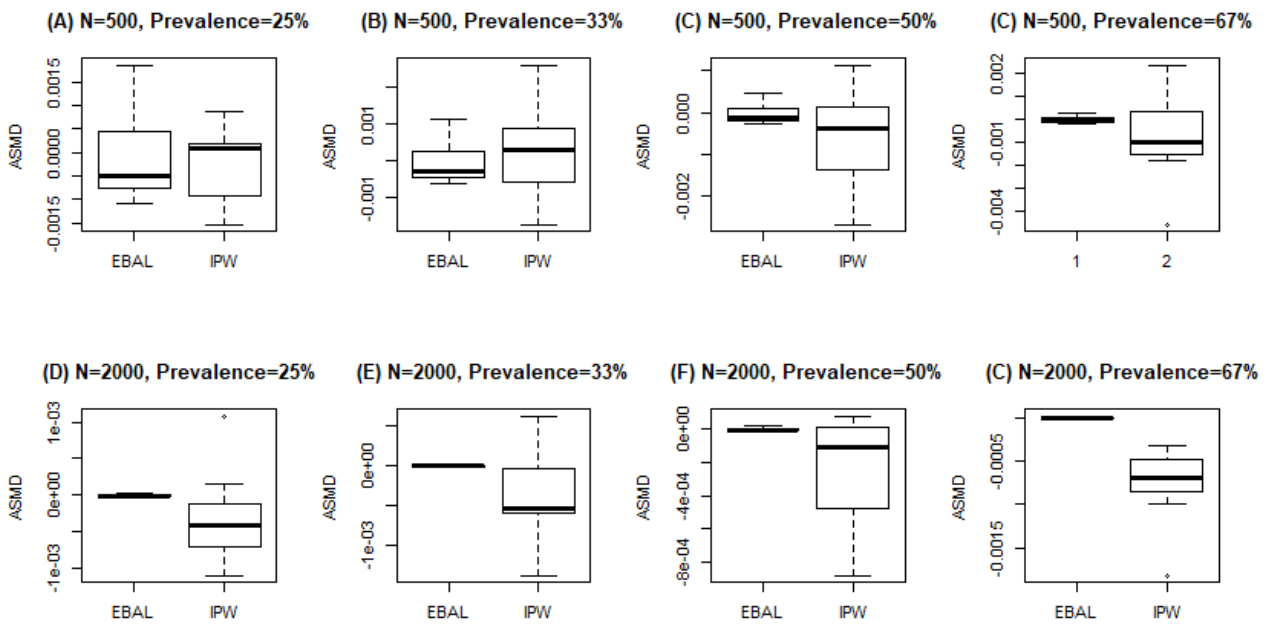 (A) N=500, Prevalence=25%
(B) N=500, Prevalence=33%
(C) N=500, Prevalence=50%
(C) N=500, Prevalence=67%
ASMD
0.0015
0.0000
-0.0015
EBAL IPW
ASMD
0.001
-0.001
EBAL IPW
ASMD
0.000
-0.002
EBAL IPW
ASMD
0.002
-0.001
-0.004
1 2
(D) N=2000, Prevalence=25%
(E) N=2000, Prevalence=33%
(F) N=2000, Prevalence=50%
(C) N=2000, Prevalence=67%
ASMD
1e-03
0e+00
-1e-03
EBAL IPW
ASMD
0e+00
-1e-03
EBAL IPW
ASMD
0e+00
-4e-04
-8e-04
EBAL IPW
ASMD
-0.0005
-0.0015
EBAL IPW